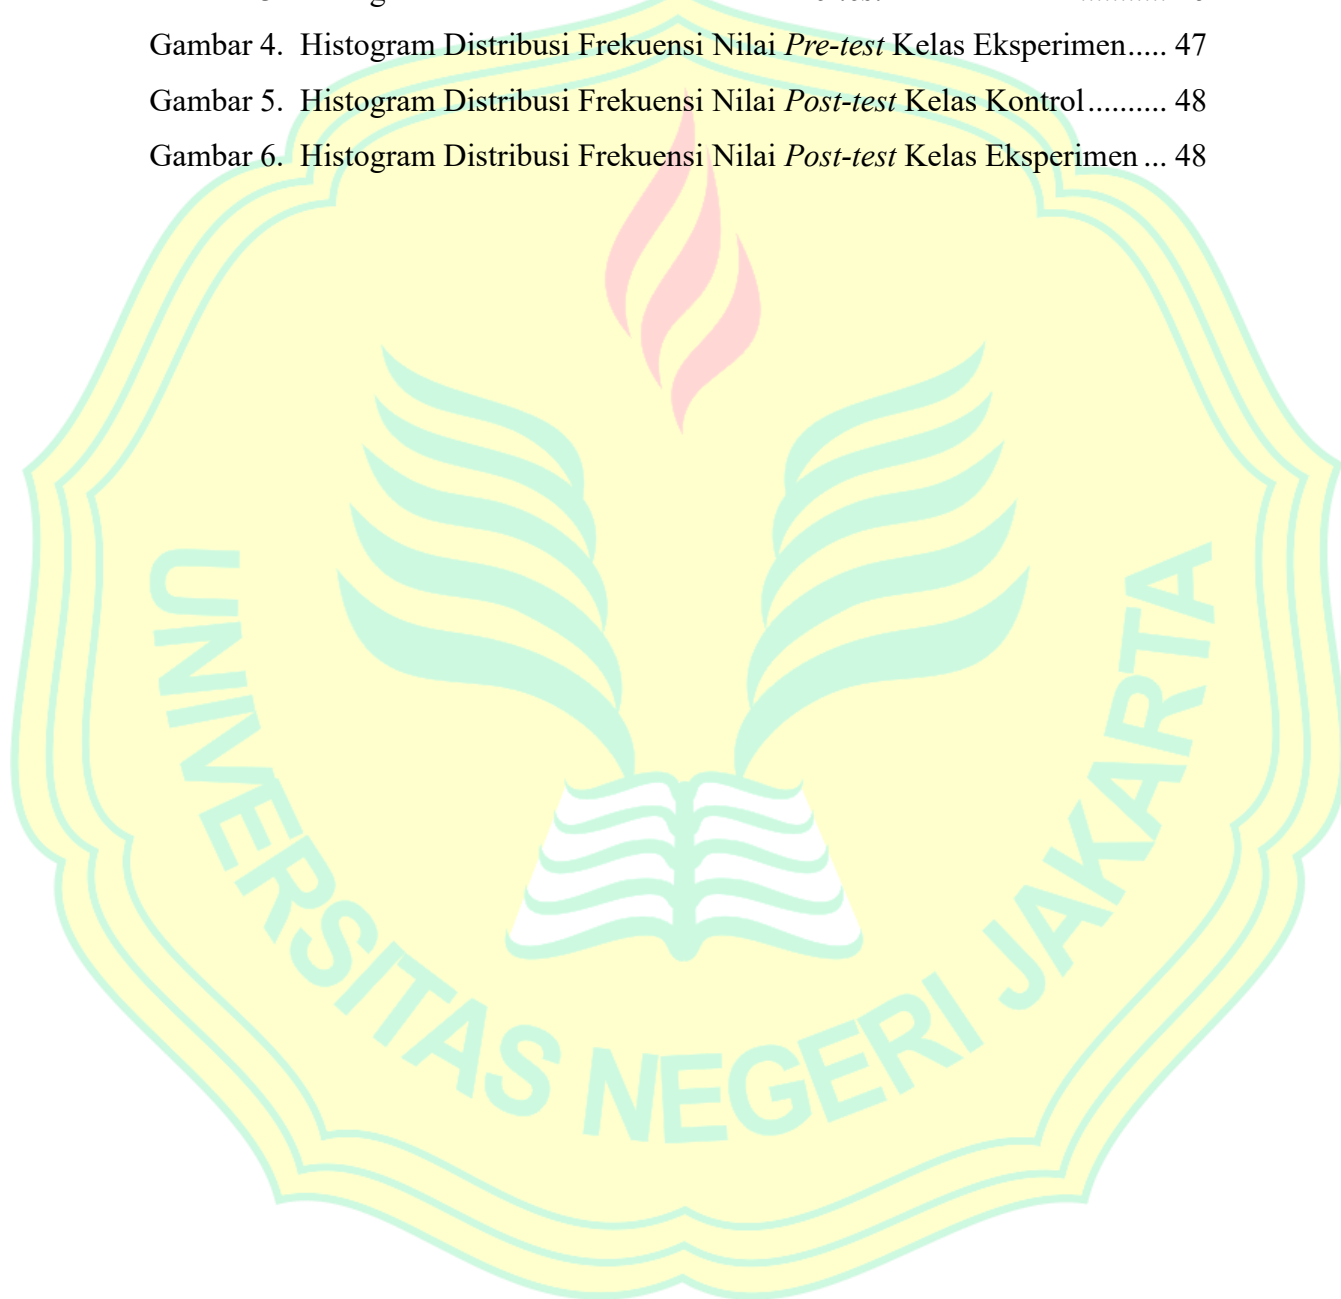 Gambar 4. Histogram Distribusi Frekuensi Nilai Pre-test Kelas Eksperimen..... 47
Gambar 5. Histogram Distribusi Frekuensi Nilai Post-test Kelas Kontrol.......... 48
Gambar 6. Histogram Distribusi Frekuensi Nilai Post-test Kelas Eksperimen ... 48
UNIVERSITAS NEGERI JAKARTA